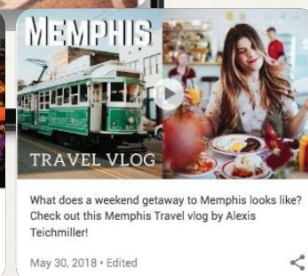 MEMPHIS
TRAVEL VLOG
What does a weekend getaway to Memphis looks like?
Check out this Memphis Travel vlog by Alexis
Teichmiller!
May 30, 2018 • Edited